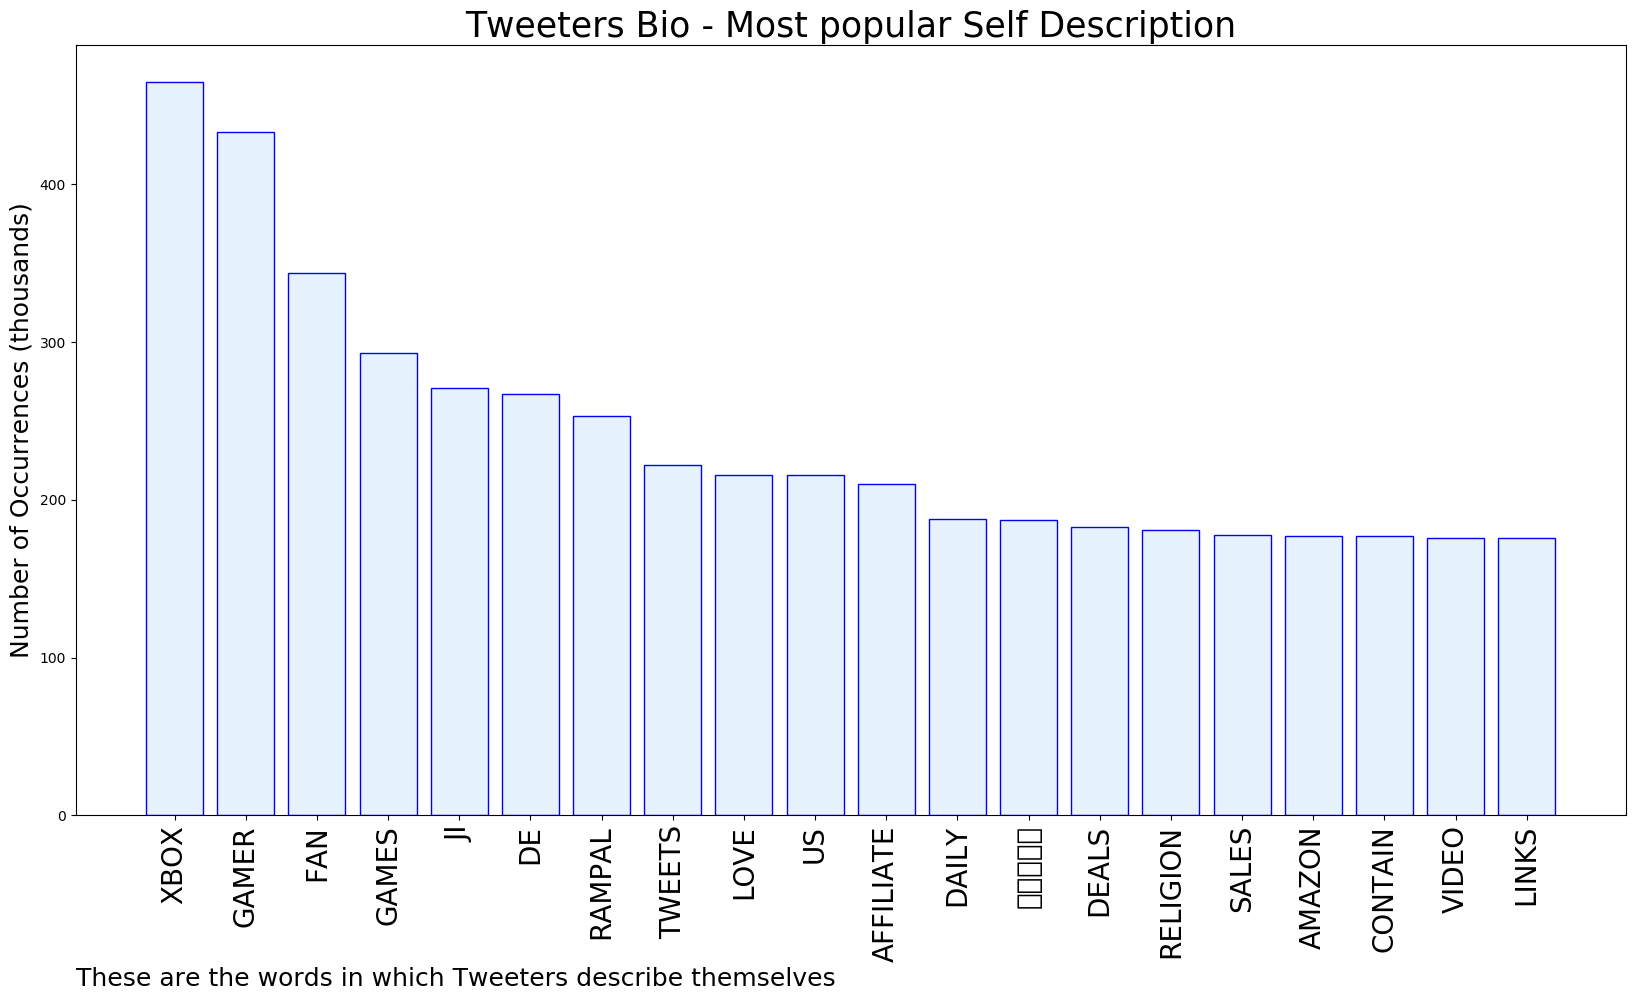 Tweeters Bio - Most popular Self Description
Number of Occurrences (thousands)
400
300
200
100
0
XBOX
GAMER
FAN
GAMES
JI
DE
RAMPAL
TWEETS
LOVE
US
AFFILIATE
DAILY
DEALS
RELIGION
SALES
AMAZON
CONTAIN
VIDEO
LINKS
These are the words in which Tweeters describe themselves